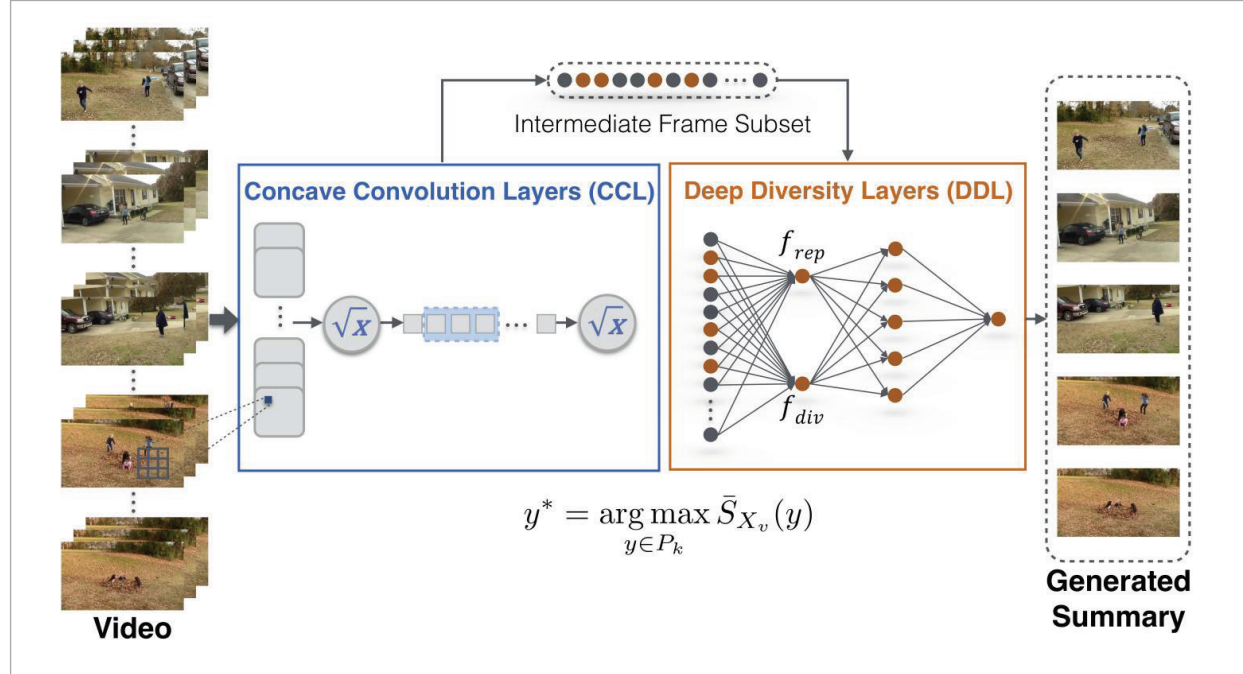 Intermediate Frame Subset
Concave Convolution Layers (CCL)
Deep Diversity Layers (DDL)
√x
√x
f_rep
f_div
y* = arg max S̄_{X_v}(y)
y∈P_k
Video
Generated
Summary